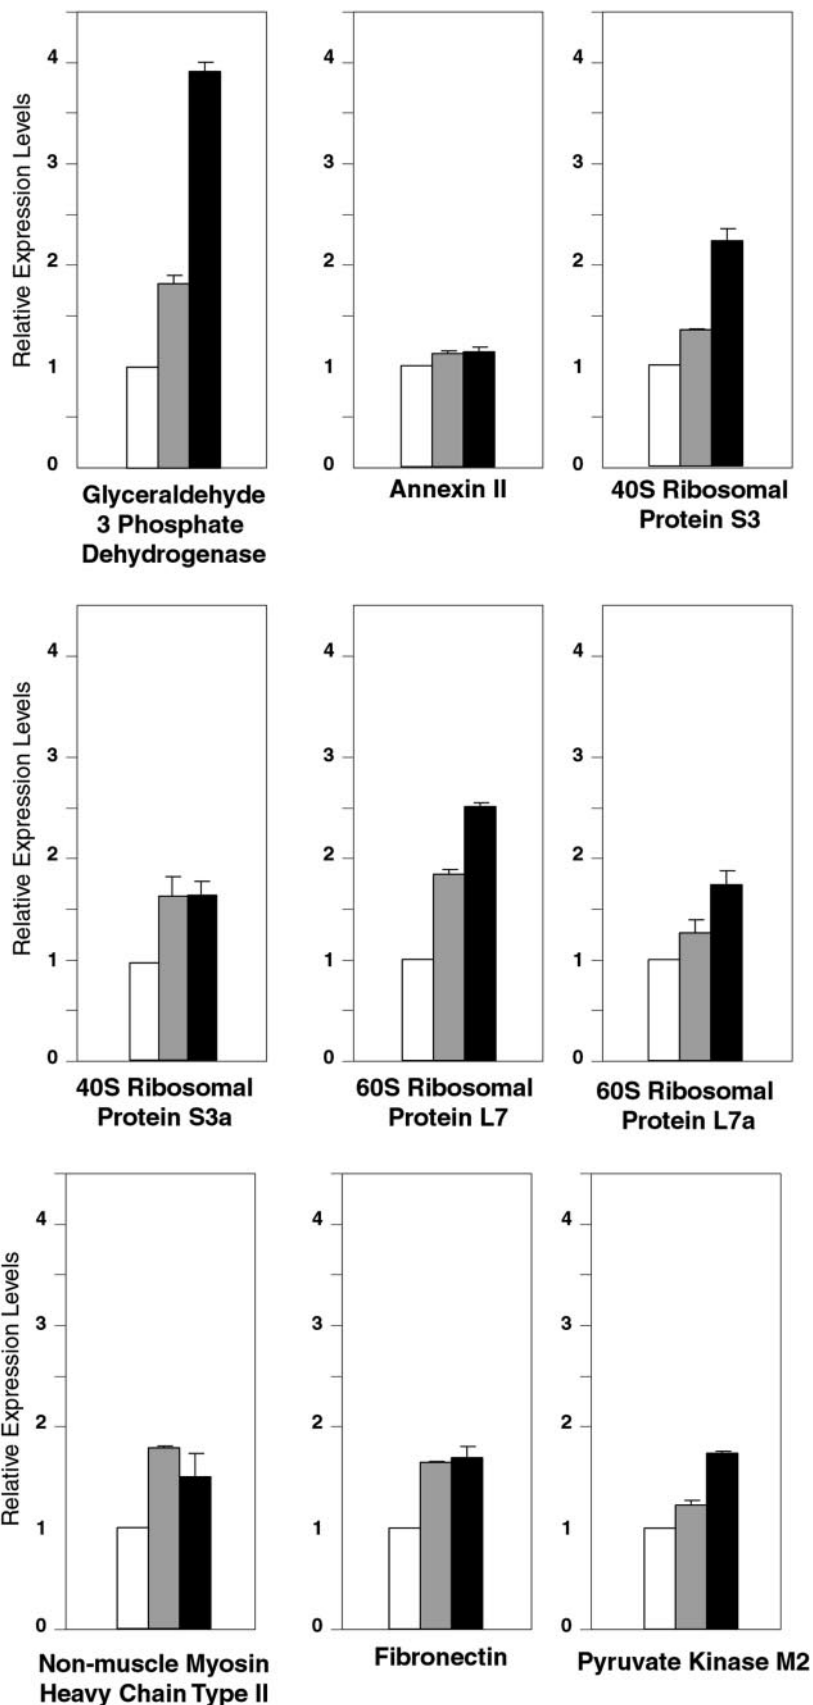 Relative Expression Levels
4
3
2
1
0
Glyceraldehyde
3 Phosphate
Dehydrogenase
4
3
2
1
0
Annexin II
4
3
2
1
0
40S Ribosomal
Protein S3
Relative Expression Levels
4
3
2
1
0
40S Ribosomal
Protein S3a
4
3
2
1
0
60S Ribosomal
Protein L7
4
3
2
1
0
60S Ribosomal
Protein L7a
Relative Expression Levels
4
3
2
1
0
Non-muscle Myosin
Heavy Chain Type II
4
3
2
1
0
Fibronectin
4
3
2
1
0
Pyruvate Kinase M2